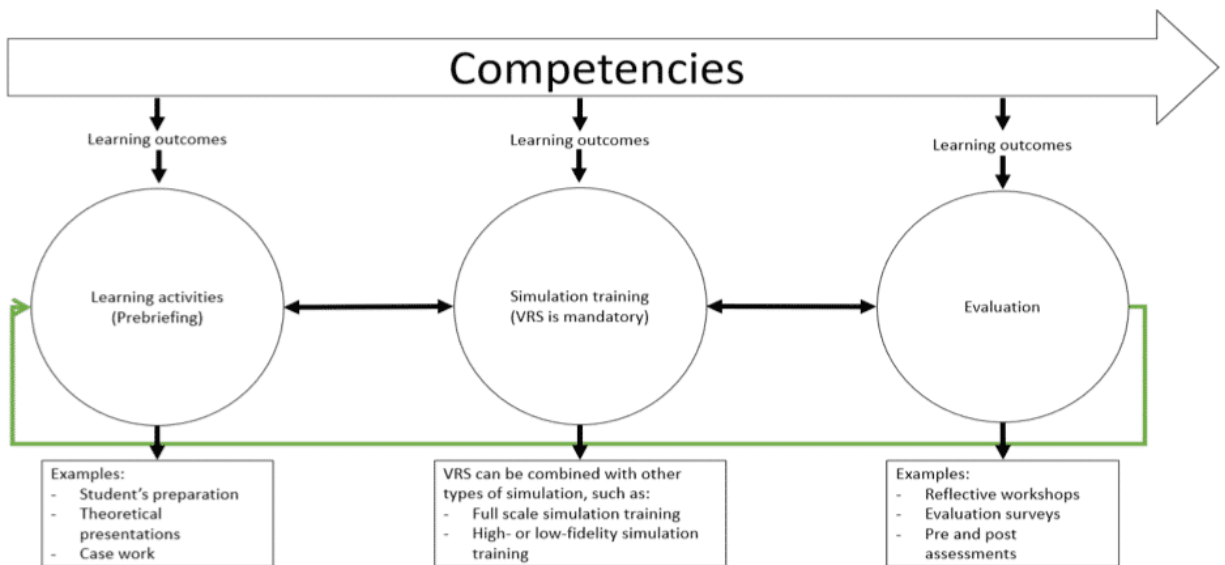 Competencies
Learning outcomes
Learning outcomes
Learning outcomes
Learning activities
(Prebriefing)
Simulation training
(VRS is mandatory)
Evaluation
Examples:
- Student's preparation
- Theoretical
presentations
- Case work
VRS can be combined with other
types of simulation, such as:
- Full scale simulation training
- High- or low-fidelity simulation
training
Examples:
- Reflective workshops
- Evaluation surveys
- Pre and post
assessments